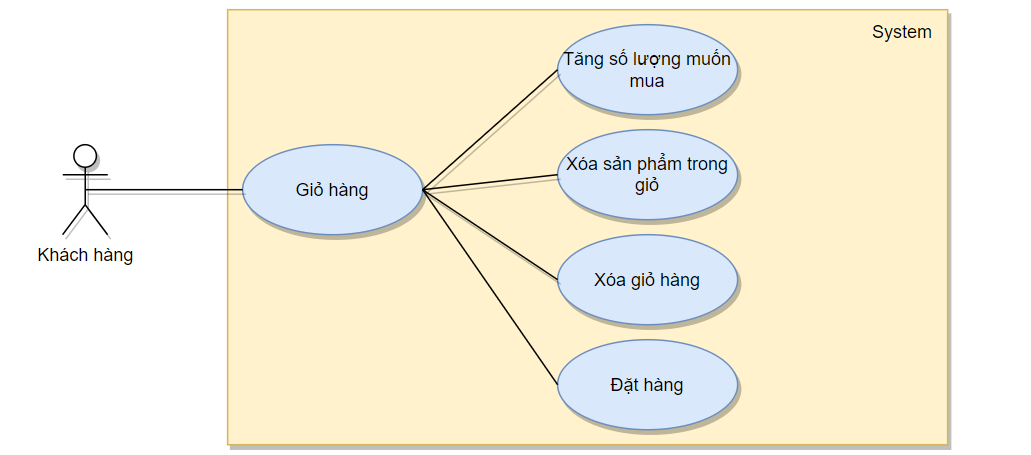 System
Tăng số lượng muốn
mua
Xóa sản phẩm trong
giỏ
Giỏ hàng
Khách hàng
Xóa giỏ hàng
Đặt hàng